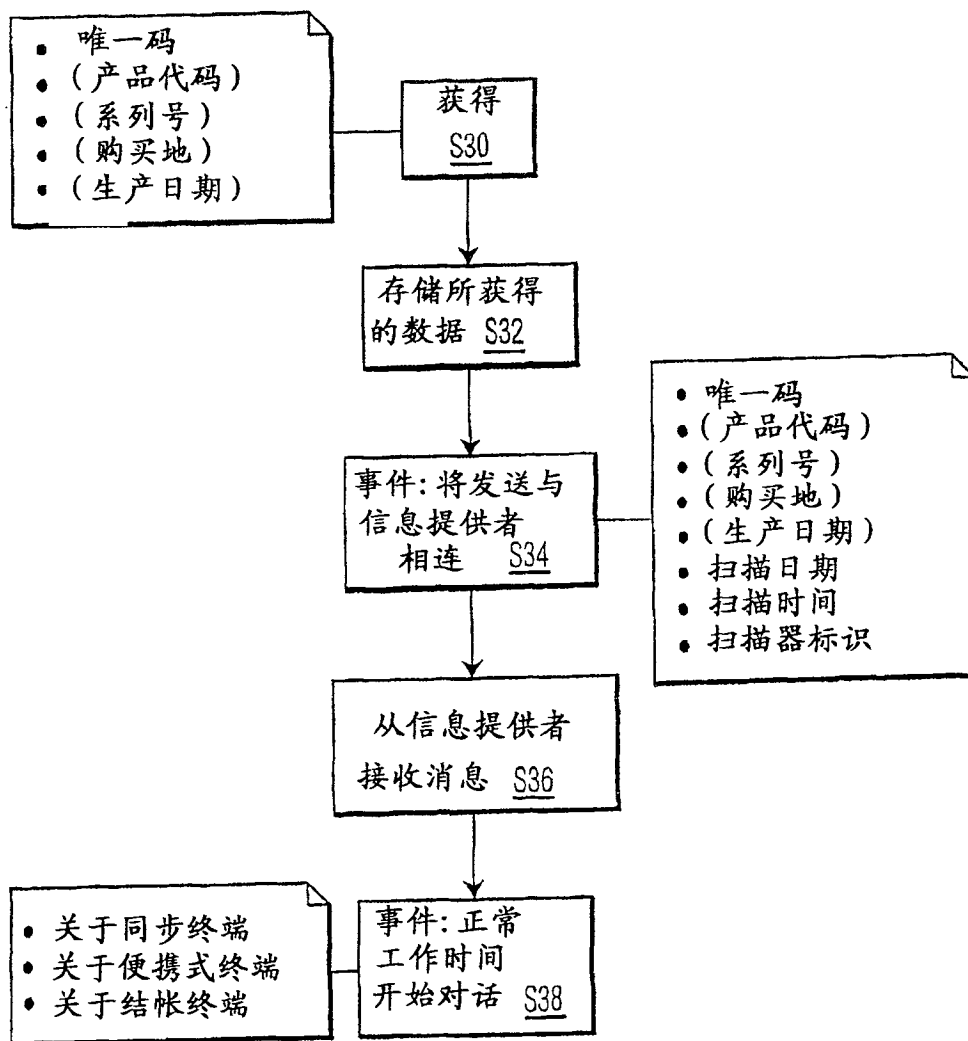 • 唯一码
• (产品代码)
• (系列号)
• (购买地)
• (生产日期)
获得
S30
存储所获得
的数据 S32
事件:将发送与
信息提供者
相连 S34
• 唯一码
• (产品代码)
• (系列号)
• (购买地)
• (生产日期)
• 扫描日期
• 扫描时间
• 扫描器标识
从信息提供者
接收消息 S36
• 关于同步终端
• 关于便携式终端
• 关于结帐终端
事件:正常
工作时间
开始对话 S38